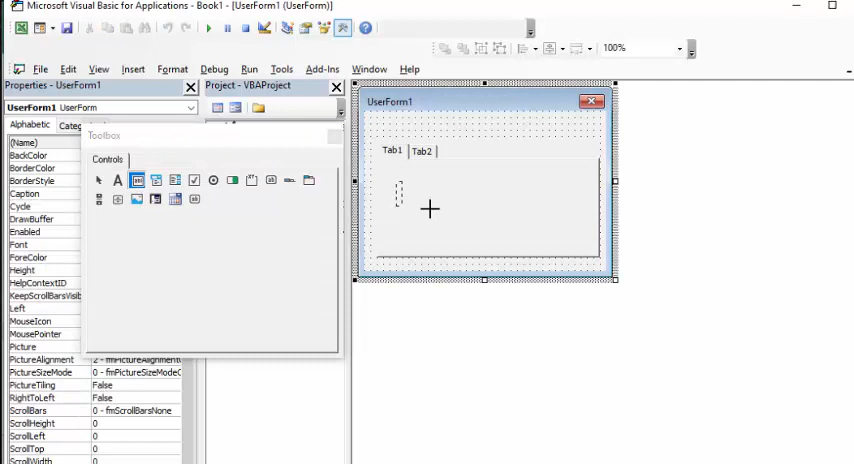 Microsoft Visual Basic for Applications - Book1 - [UserForm1 (UserForm)]
100%
File Edit View Insert Format Debug Run Tools Add-Ins Window Help
Properties - UserForm1
Project - VBAProject
UserForm1 UserForm
Alphabetic Categ
Toolbox
Controls
(Name)
BackColor
BorderColor
BorderStyle
Caption
Cycle
DrawBuffer
Enabled
Font
ForeColor
Height
HelpContextID
KeepScrollBarsVisib
Left
MouseIcon
MousePointer
Picture
PictureAlignment 2 - fmPictureAlignment
PictureSizeMode 0 - fmPictureSizeModeC
PictureTiling False
RightToLeft False
ScrollBars 0 - fmScrollBarsNone
ScrollHeight 0
ScrollLeft 0
ScrollTop 0
ScrollWidth 0
UserForm1
Tab1 Tab2